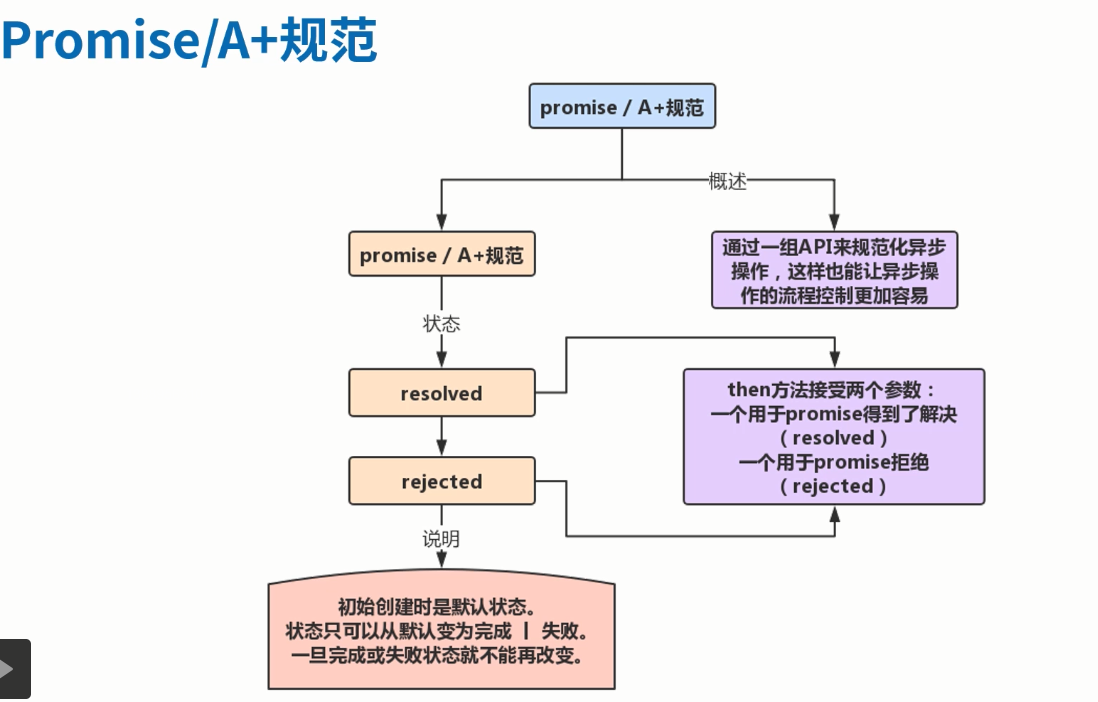 Promise/A+规范
promise / A+规范
概述
promise / A+规范
通过一组API来规范化异步
操作，这样也能让异步操
作的流程控制更加容易
状态
resolved
then方法接受两个参数：
一个用于promise得到了解决
（resolved）
一个用于promise拒绝
（rejected）
rejected
说明
初始创建时是默认状态。
状态只可以从默认变为完成 | 失败。
一旦完成或失败状态就不能再改变。